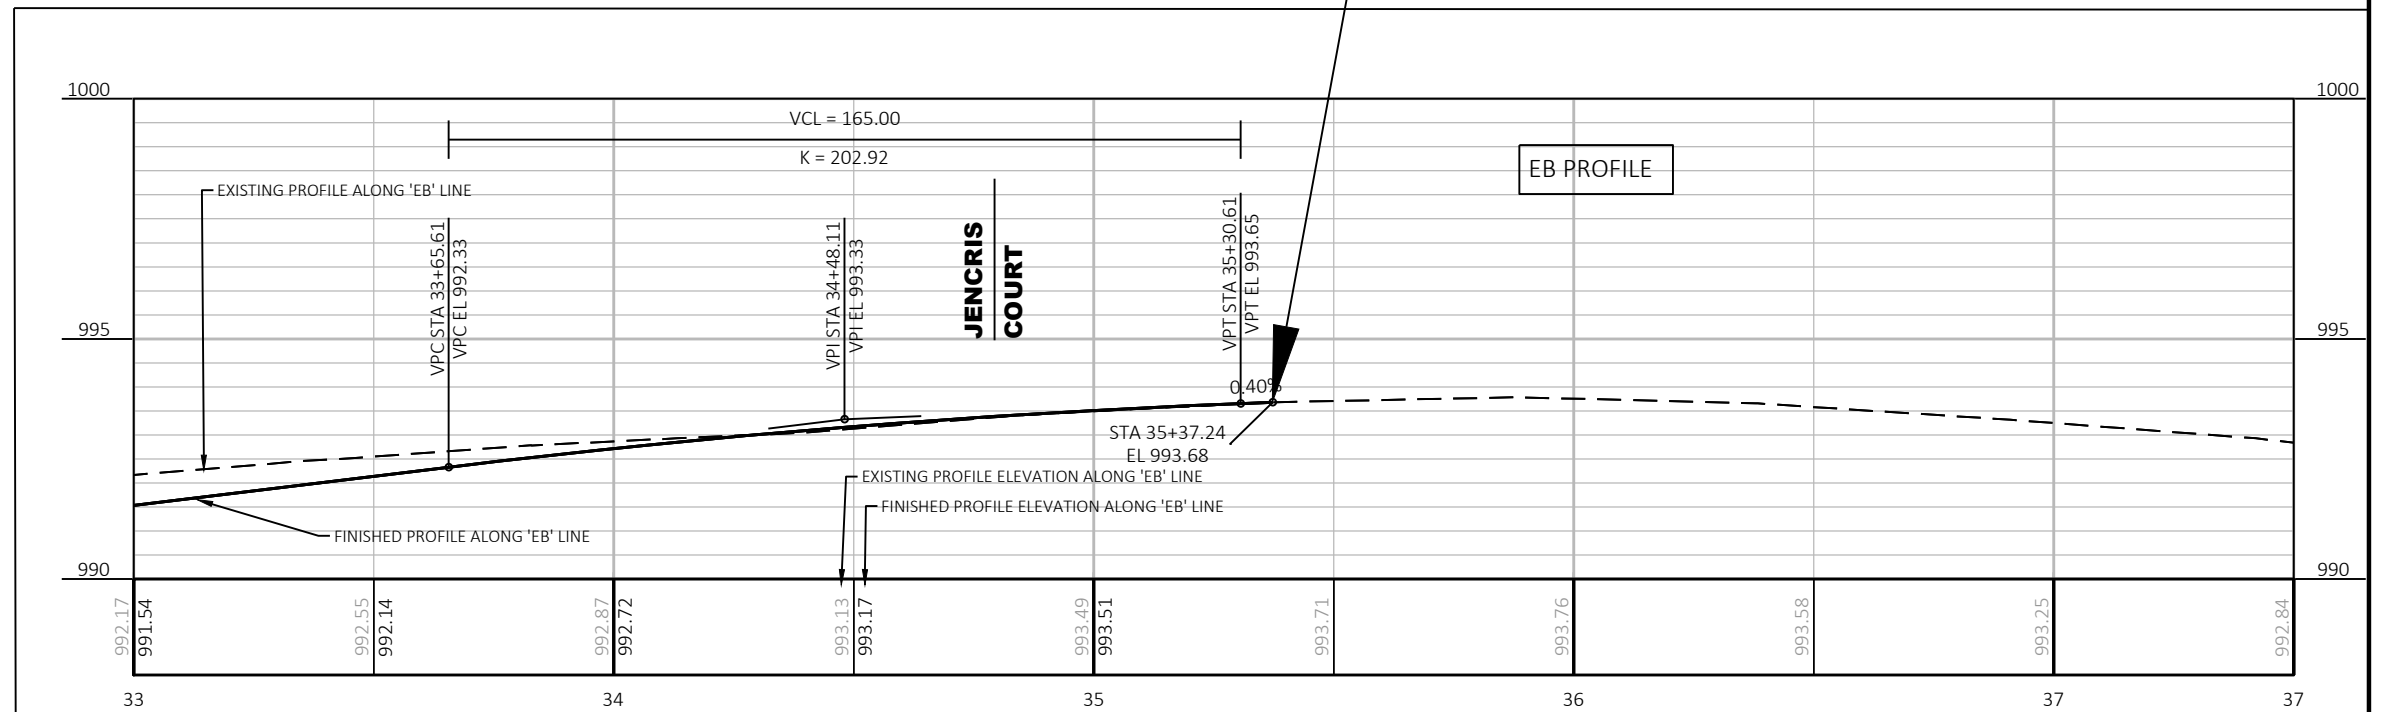 1000
1000
VCL = 165.00
K = 202.92
EB PROFILE
EXISTING PROFILE ALONG 'EB' LINE
VPC STA 33+65.61
VPC EL 992.33
VPI STA 34+48.11
VPI EL 993.33
JENCRIS
COURT
VPT STA 35+30.61
VPT EL 993.65
995
995
0.40%
STA 35+37.24
EL 993.68
EXISTING PROFILE ELEVATION ALONG 'EB' LINE
FINISHED PROFILE ELEVATION ALONG 'EB' LINE
FINISHED PROFILE ALONG 'EB' LINE
990
990
992.17
991.54
992.55
992.14
992.87
992.72
993.13
993.17
993.49
993.51
993.71
993.76
993.58
993.25
992.84
33
34
35
36
37
37